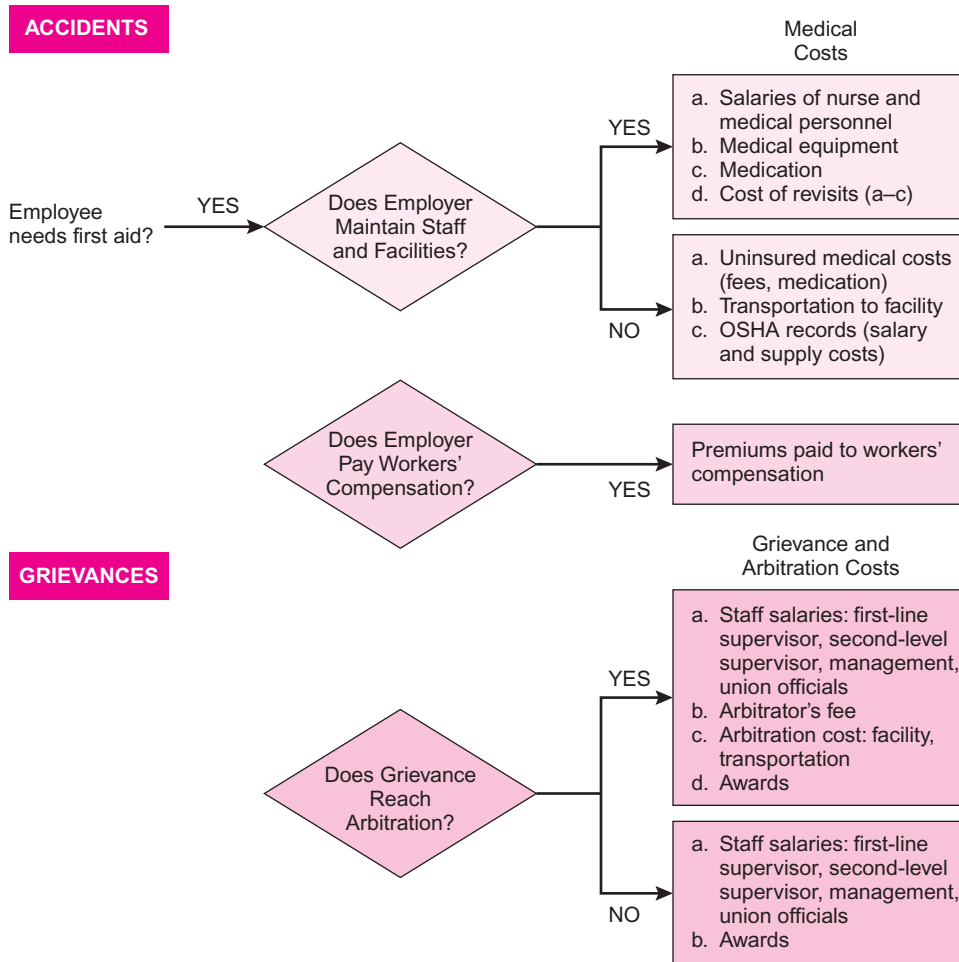 ACCIDENTS
Medical
Costs
Employee
needs first aid?
YES
Does Employer
Maintain Staff
and Facilities?
YES
a. Salaries of nurse and
medical personnel
b. Medical equipment
c. Medication
d. Cost of revisits (a–c)
NO
a. Uninsured medical costs
(fees, medication)
b. Transportation to facility
c. OSHA records (salary
and supply costs)
Does Employer
Pay Workers'
Compensation?
YES
Premiums paid to workers'
compensation
GRIEVANCES
Grievance and
Arbitration Costs
Does Grievance
Reach
Arbitration?
YES
a. Staff salaries: first-line
supervisor, second-level
supervisor, management,
union officials
b. Arbitrator's fee
c. Arbitration cost: facility,
transportation
d. Awards
NO
a. Staff salaries: first-line
supervisor, second-level
supervisor, management,
union officials
b. Awards